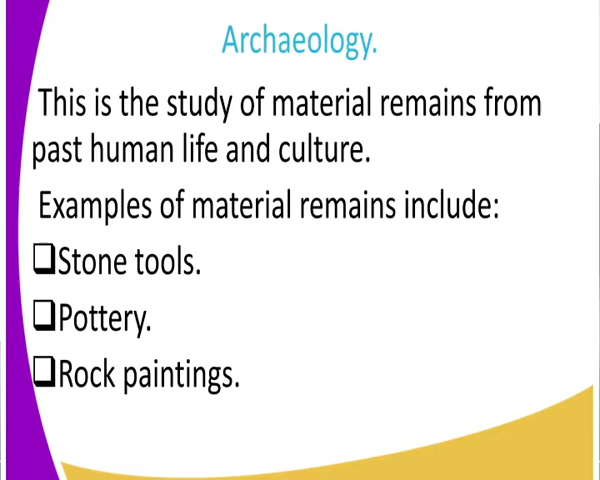 Archaeology.
This is the study of material remains from
past human life and culture.
Examples of material remains include:
❑Stone tools.
❑Pottery.
❑Rock paintings.